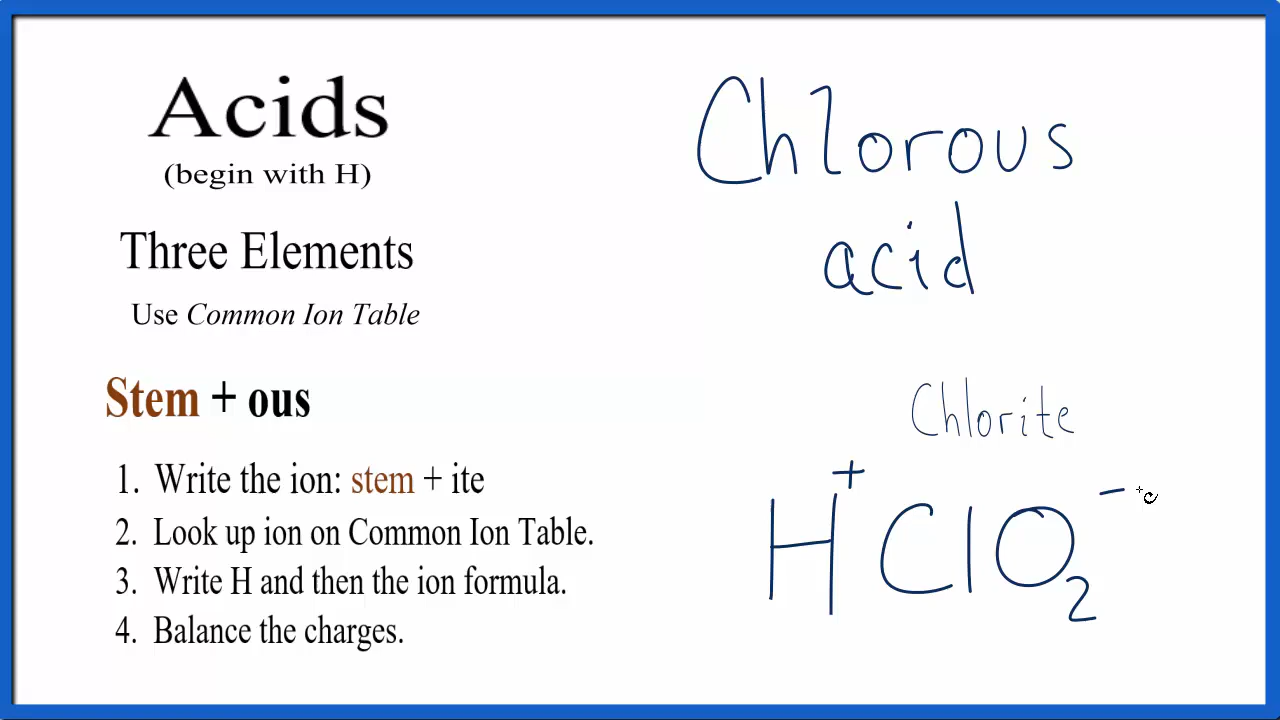 Acids
(begin with H)
Three Elements
Use Common Ion Table
Stem + ous
1. Write the ion: stem + ite
2. Look up ion on Common Ion Table.
3. Write H and then the ion formula.
4. Balance the charges.
Chlorous
acid
Chlorite
H⁺ClO₂⁻